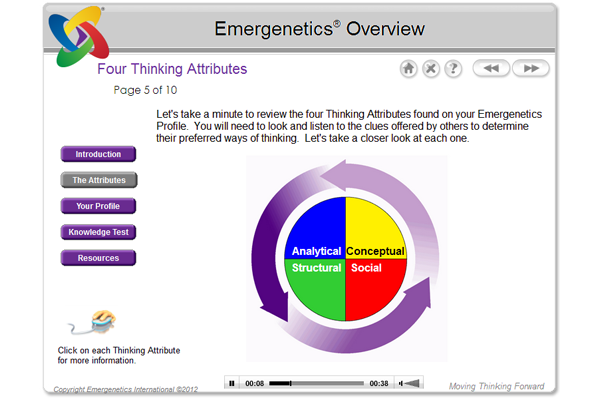 Emergenetics® Overview
Four Thinking Attributes
Page 5 of 10
Let's take a minute to review the four Thinking Attributes found on your Emergenetics
Profile. You will need to look and listen to the clues offered by others to determine
their preferred ways of thinking. Let's take a closer look at each one.
Introduction
The Attributes
Your Profile
Knowledge Test
Resources
Analytical Conceptual
Structural Social
Click on each Thinking Attribute
for more information.
00:08 00:38
Copyright Emergenetics International ©2012
Moving Thinking Forward